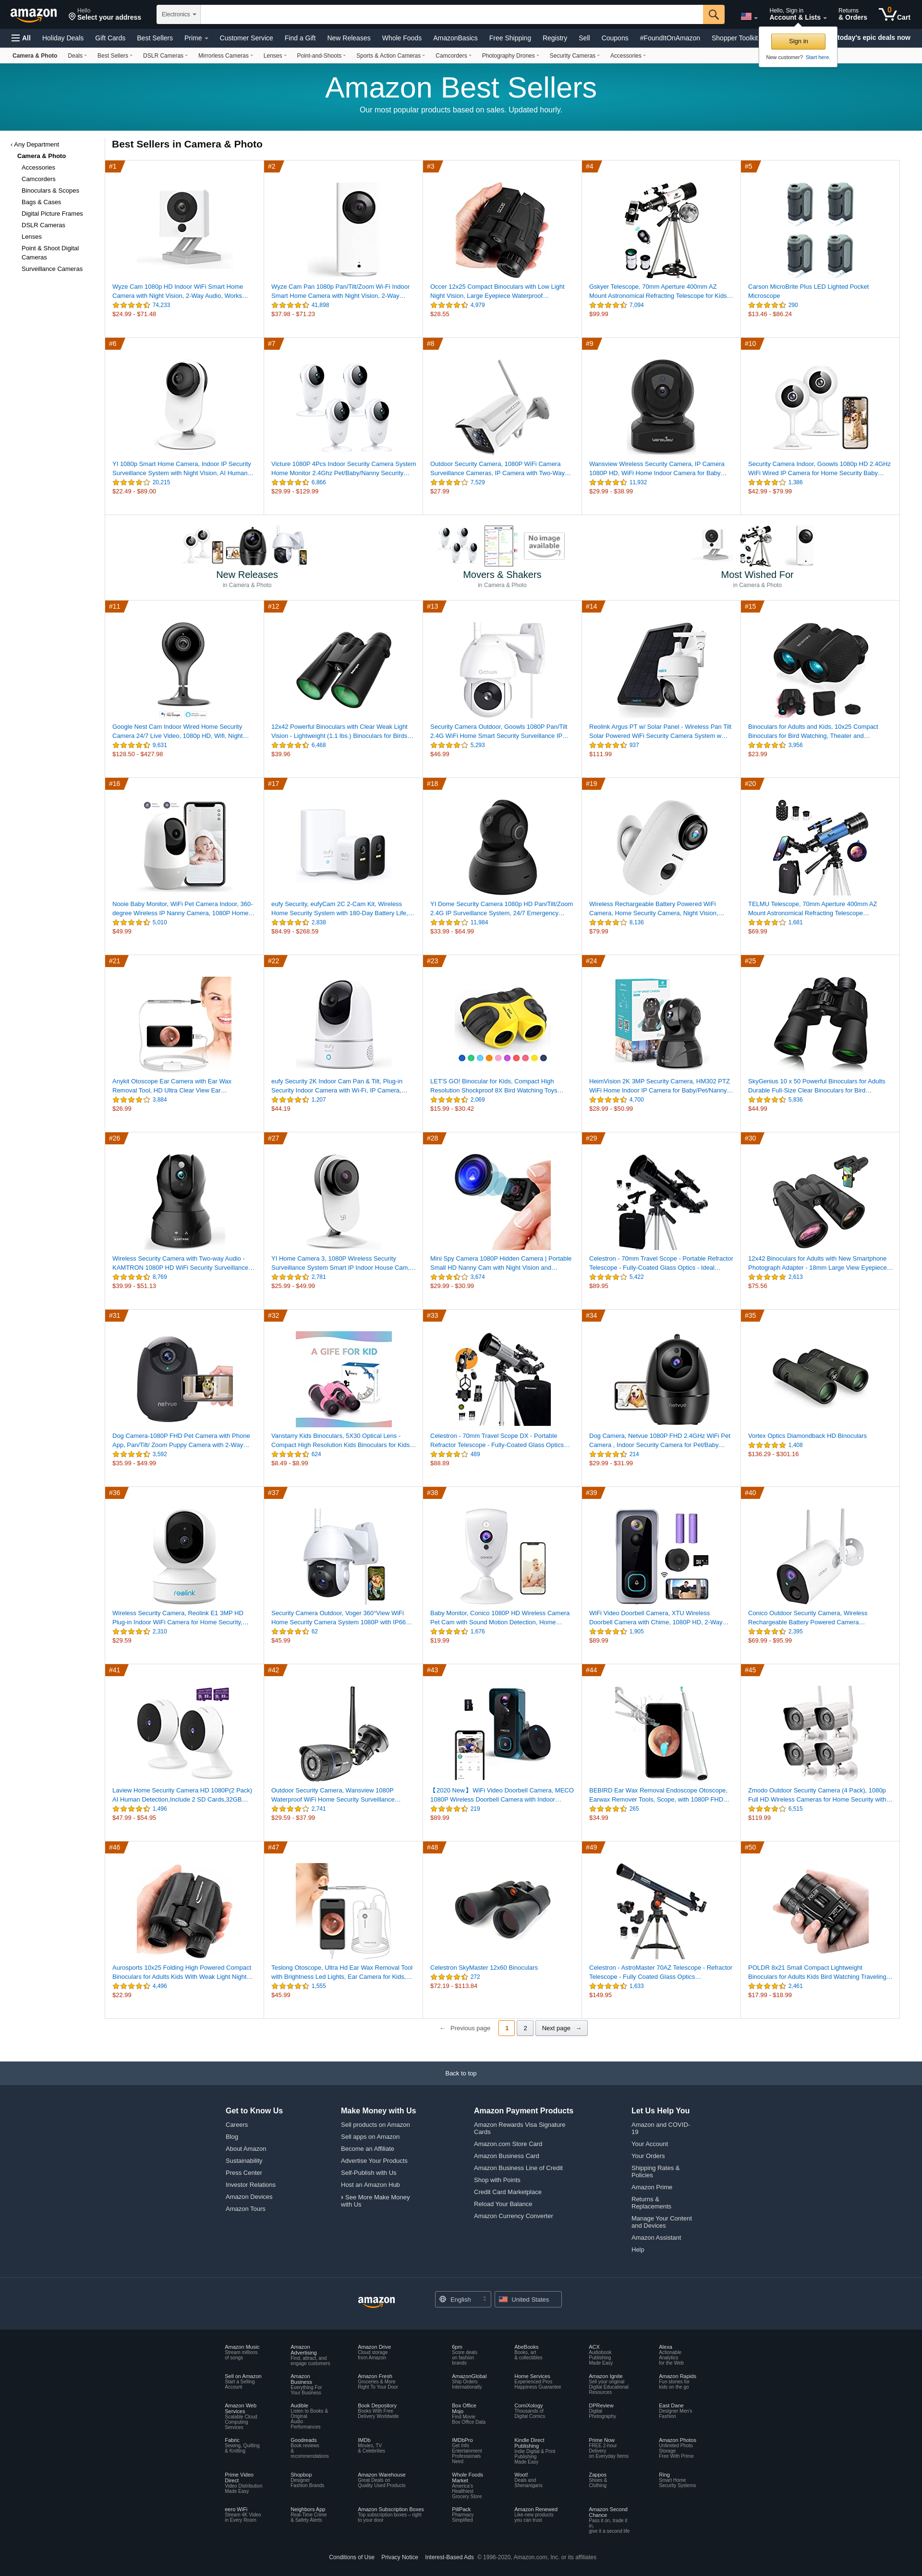 amazon
Hello
Select your address
Electronics
Hello, Sign in
Account & Lists
Returns
& Orders
0
Cart
All
Holiday Deals
Gift Cards
Best Sellers
Prime
Customer Service
Find a Gift
New Releases
Whole Foods
AmazonBasics
Free Shipping
Registry
Sell
Coupons
#FoundItOnAmazon
Shopper Toolkit
today's epic deals now
Sign in
New customer? Start here.
Camera & Photo
Deals
Best Sellers
DSLR Cameras
Mirrorless Cameras
Lenses
Point-and-Shoots
Sports & Action Cameras
Camcorders
Photography Drones
Security Cameras
Accessories
Amazon Best Sellers
Our most popular products based on sales. Updated hourly.
‹ Any Department
Camera & Photo
Accessories
Camcorders
Binoculars & Scopes
Bags & Cases
Digital Picture Frames
DSLR Cameras
Lenses
Point & Shoot Digital
Cameras
Surveillance Cameras
Best Sellers in Camera & Photo
#1
Wyze Cam 1080p HD Indoor WiFi Smart Home
Camera with Night Vision, 2-Way Audio, Works…
74,233
$24.99 - $71.48
#2
Wyze Cam Pan 1080p Pan/Tilt/Zoom Wi-Fi Indoor
Smart Home Camera with Night Vision, 2-Way…
41,898
$37.98 - $71.23
#3
Occer 12x25 Compact Binoculars with Low Light
Night Vision, Large Eyepiece Waterproof…
4,979
$28.55
#4
Gskyer Telescope, 70mm Aperture 400mm AZ
Mount Astronomical Refracting Telescope for Kids…
7,094
$99.99
#5
Carson MicroBrite Plus LED Lighted Pocket
Microscope
290
$13.46 - $86.24
#6
YI 1080p Smart Home Camera, Indoor IP Security
Surveillance System with Night Vision, AI Human…
20,215
$22.49 - $89.00
#7
Victure 1080P 4Pcs Indoor Security Camera System
Home Monitor 2.4Ghz Pet/Baby/Nanny Security…
6,866
$29.99 - $129.99
#8
Outdoor Security Camera, 1080P WiFi Camera
Surveillance Cameras, IP Camera with Two-Way…
7,529
$27.99
#9
Wansview Wireless Security Camera, IP Camera
1080P HD, WiFi Home Indoor Camera for Baby…
11,932
$29.99 - $38.99
#10
Security Camera Indoor, Goowls 1080p HD 2.4GHz
WiFi Wired IP Camera for Home Security Baby…
1,386
$42.99 - $79.99
New Releases
in Camera & Photo
No image
available
Movers & Shakers
in Camera & Photo
Most Wished For
in Camera & Photo
#11
Google Nest Cam Indoor Wired Home Security
Camera 24/7 Live Video, 1080p HD, Wifi, Night…
9,631
$128.50 - $427.98
#12
12x42 Powerful Binoculars with Clear Weak Light
Vision - Lightweight (1.1 lbs.) Binoculars for Birds…
6,468
$39.96
#13
Security Camera Outdoor, Goowls 1080P Pan/Tilt
2.4G WiFi Home Smart Security Surveillance IP…
5,293
$46.99
#14
Reolink Argus PT w/ Solar Panel - Wireless Pan Tilt
Solar Powered WiFi Security Camera System w…
937
$111.99
#15
Binoculars for Adults and Kids, 10x25 Compact
Binoculars for Bird Watching, Theater and…
3,956
$23.99
#16
Nooie Baby Monitor, WiFi Pet Camera Indoor, 360-
degree Wireless IP Nanny Camera, 1080P Home…
5,010
$49.99
#17
eufy Security, eufyCam 2C 2-Cam Kit, Wireless
Home Security System with 180-Day Battery Life,…
2,838
$84.99 - $268.59
#18
YI Dome Security Camera 1080p HD Pan/Tilt/Zoom
2.4G IP Surveillance System, 24/7 Emergency…
11,984
$33.99 - $64.99
#19
Wireless Rechargeable Battery Powered WiFi
Camera, Home Security Camera, Night Vision,…
8,136
$79.99
#20
TELMU Telescope, 70mm Aperture 400mm AZ
Mount Astronomical Refracting Telescope…
1,681
$69.99
#21
Anykit Otoscope Ear Camera with Ear Wax
Removal Tool, HD Ultra Clear View Ear…
3,884
$26.99
#22
eufy Security 2K Indoor Cam Pan & Tilt, Plug-in
Security Indoor Camera with Wi-Fi, IP Camera,…
1,207
$44.19
#23
LET'S GO! Binocular for Kids, Compact High
Resolution Shockproof 8X Bird Watching Toys…
2,069
$15.99 - $30.42
#24
HeimVision 2K 3MP Security Camera, HM302 PTZ
WiFi Home Indoor IP Camera for Baby/Pet/Nanny…
4,700
$28.99 - $50.99
#25
SkyGenius 10 x 50 Powerful Binoculars for Adults
Durable Full-Size Clear Binoculars for Bird…
5,836
$44.99
#26
Wireless Security Camera with Two-way Audio -
KAMTRON 1080P HD WiFi Security Surveillance…
8,769
$39.99 - $51.13
#27
YI Home Camera 3, 1080P Wireless Security
Surveillance System Smart IP Indoor House Cam,…
2,781
$25.99 - $49.99
#28
Mini Spy Camera 1080P Hidden Camera | Portable
Small HD Nanny Cam with Night Vision and…
3,674
$29.99 - $30.99
#29
Celestron - 70mm Travel Scope - Portable Refractor
Telescope - Fully-Coated Glass Optics - Ideal…
5,422
$89.95
#30
12x42 Binoculars for Adults with New Smartphone
Photograph Adapter - 18mm Large View Eyepiece…
2,613
$75.56
#31
Dog Camera-1080P FHD Pet Camera with Phone
App, Pan/Tilt/ Zoom Puppy Camera with 2-Way…
3,592
$35.99 - $49.99
#32
A GIFE FOR KID
Vanstarry Kids Binoculars, 5X30 Optical Lens -
Compact High Resolution Kids Binoculars for Kids…
624
$8.49 - $8.99
#33
Celestron - 70mm Travel Scope DX - Portable
Refractor Telescope - Fully-Coated Glass Optics…
489
$88.89
#34
Dog Camera, Netvue 1080P FHD 2.4GHz WiFi Pet
Camera , Indoor Security Camera for Pet/Baby…
214
$29.99 - $31.99
#35
Vortex Optics Diamondback HD Binoculars
1,408
$136.29 - $301.16
#36
reolink
Wireless Security Camera, Reolink E1 3MP HD
Plug-in Indoor WiFi Camera for Home Security,…
2,310
$29.59
#37
Security Camera Outdoor, Voger 360°View WiFi
Home Security Camera System 1080P with IP66…
62
$45.99
#38
Baby Monitor, Conico 1080P HD Wireless Camera
Pet Cam with Sound Motion Detection, Home…
1,676
$19.99
#39
WIFI Video Doorbell Camera, XTU Wireless
Doorbell Camera with Chime, 1080P HD, 2-Way…
1,905
$89.99
#40
Conico Outdoor Security Camera, Wireless
Rechargeable Battery Powered Camera…
2,395
$69.99 - $95.99
#41
Laview Home Security Camera HD 1080P(2 Pack)
AI Human Detection,Include 2 SD Cards,32GB…
1,496
$47.99 - $54.95
#42
Outdoor Security Camera, Wansview 1080P
Waterproof WiFi Home Security Surveillance…
2,741
$29.59 - $37.99
#43
【2020 New】WiFi Video Doorbell Camera, MECO
1080P Wireless Doorbell Camera with Indoor…
219
$89.99
#44
BEBIRD Ear Wax Removal Endoscope Otoscope,
Earwax Remover Tools, Scope, with 1080P FHD…
265
$34.99
#45
Zmodo Outdoor Security Camera (4 Pack), 1080p
Full HD Wireless Cameras for Home Security with…
6,515
$119.99
#46
Aurosports 10x25 Folding High Powered Compact
Binoculars for Adults Kids With Weak Light Night…
4,496
$22.99
#47
Teslong Otoscope, Ultra Hd Ear Wax Removal Tool
with Brightness Led Lights, Ear Camera for Kids,…
1,555
$45.99
#48
Celestron SkyMaster 12x60 Binoculars
272
$72.19 - $113.84
#49
Celestron - AstroMaster 70AZ Telescope - Refractor
Telescope - Fully Coated Glass Optics…
1,633
$149.95
#50
POLDR 8x21 Small Compact Lightweight
Binoculars for Adults Kids Bird Watching Traveling…
2,461
$17.99 - $18.99
← Previous page
1
2
Next page →
Back to top
Get to Know Us
Careers
Blog
About Amazon
Sustainability
Press Center
Investor Relations
Amazon Devices
Amazon Tours
Make Money with Us
Sell products on Amazon
Sell apps on Amazon
Become an Affiliate
Advertise Your Products
Self-Publish with Us
Host an Amazon Hub
› See More Make Money
with Us
Amazon Payment Products
Amazon Rewards Visa Signature
Cards
Amazon.com Store Card
Amazon Business Card
Amazon Business Line of Credit
Shop with Points
Credit Card Marketplace
Reload Your Balance
Amazon Currency Converter
Let Us Help You
Amazon and COVID-
19
Your Account
Your Orders
Shipping Rates &
Policies
Amazon Prime
Returns &
Replacements
Manage Your Content
and Devices
Amazon Assistant
Help
amazon
English
United States
Amazon Music
Stream millions
of songs
Amazon
Advertising
Find, attract, and
engage customers
Amazon Drive
Cloud storage
from Amazon
6pm
Score deals
on fashion
brands
AbeBooks
Books, art
& collectibles
ACX
Audiobook
Publishing
Made Easy
Alexa
Actionable
Analytics
for the Web
Sell on Amazon
Start a Selling
Account
Amazon
Business
Everything For
Your Business
Amazon Fresh
Groceries & More
Right To Your Door
AmazonGlobal
Ship Orders
Internationally
Home Services
Experienced Pros
Happiness Guarantee
Amazon Ignite
Sell your original
Digital Educational
Resources
Amazon Rapids
Fun stories for
kids on the go
Amazon Web
Services
Scalable Cloud
Computing
Services
Audible
Listen to Books &
Original
Audio
Performances
Book Depository
Books With Free
Delivery Worldwide
Box Office
Mojo
Find Movie
Box Office Data
ComiXology
Thousands of
Digital Comics
DPReview
Digital
Photography
East Dane
Designer Men's
Fashion
Fabric
Sewing, Quilting
& Knitting
Goodreads
Book reviews
&
recommendations
IMDb
Movies, TV
& Celebrities
IMDbPro
Get Info
Entertainment
Professionals
Need
Kindle Direct
Publishing
Indie Digital & Print
Publishing
Made Easy
Prime Now
FREE 2-hour
Delivery
on Everyday Items
Amazon Photos
Unlimited Photo
Storage
Free With Prime
Prime Video
Direct
Video Distribution
Made Easy
Shopbop
Designer
Fashion Brands
Amazon Warehouse
Great Deals on
Quality Used Products
Whole Foods
Market
America's
Healthiest
Grocery Store
Woot!
Deals and
Shenanigans
Zappos
Shoes &
Clothing
Ring
Smart Home
Security Systems
eero WiFi
Stream 4K Video
in Every Room
Neighbors App
Real-Time Crime
& Safety Alerts
Amazon Subscription Boxes
Top subscription boxes – right
to your door
PillPack
Pharmacy
Simplified
Amazon Renewed
Like-new products
you can trust
Amazon Second
Chance
Pass it on, trade it
in,
give it a second life
Conditions of Use
Privacy Notice
Interest-Based Ads
© 1996-2020, Amazon.com, Inc. or its affiliates